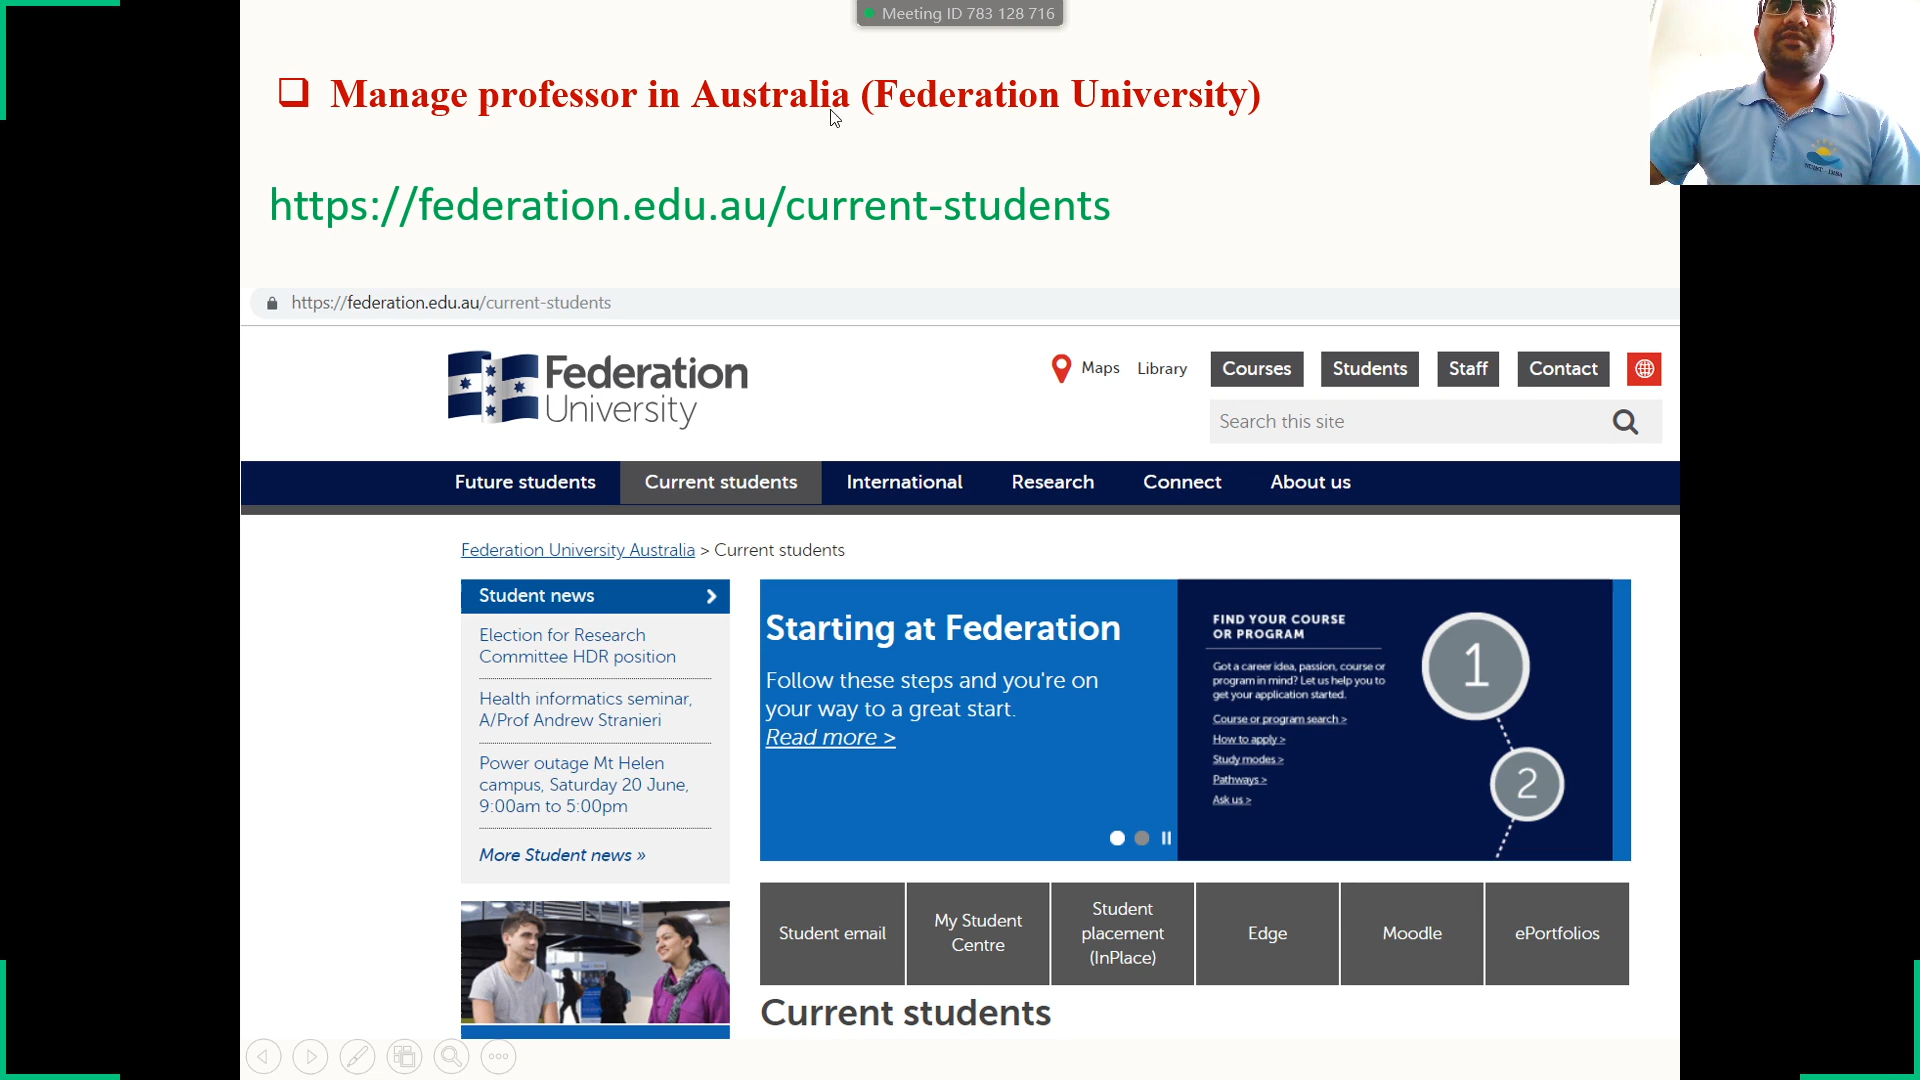 Meeting ID 783 128 716
Manage professor in Australia (Federation University)
https://federation.edu.au/current-students
https://federation.edu.au/current-students
Federation
University
Maps
Library
Courses
Students
Staff
Contact
Search this site
Future students
Current students
International
Research
Connect
About us
Federation University Australia > Current students
Student news
Election for Research
Committee HDR position
Health informatics seminar,
A/Prof Andrew Stranieri
Power outage Mt Helen
campus, Saturday 20 June,
9:00am to 5:00pm
More Student news »
Starting at Federation
Follow these steps and you're on
your way to a great start.
Read more >
FIND YOUR COURSE
OR PROGRAM
Got a career idea, passion, course or
program in mind? Let us help you to
get your application started.
Course or program search >
How to apply >
Study modes >
Pathways >
Ask us >
1
2
Student email
My Student
Centre
Student
placement
(InPlace)
Edge
Moodle
ePortfolios
Current students